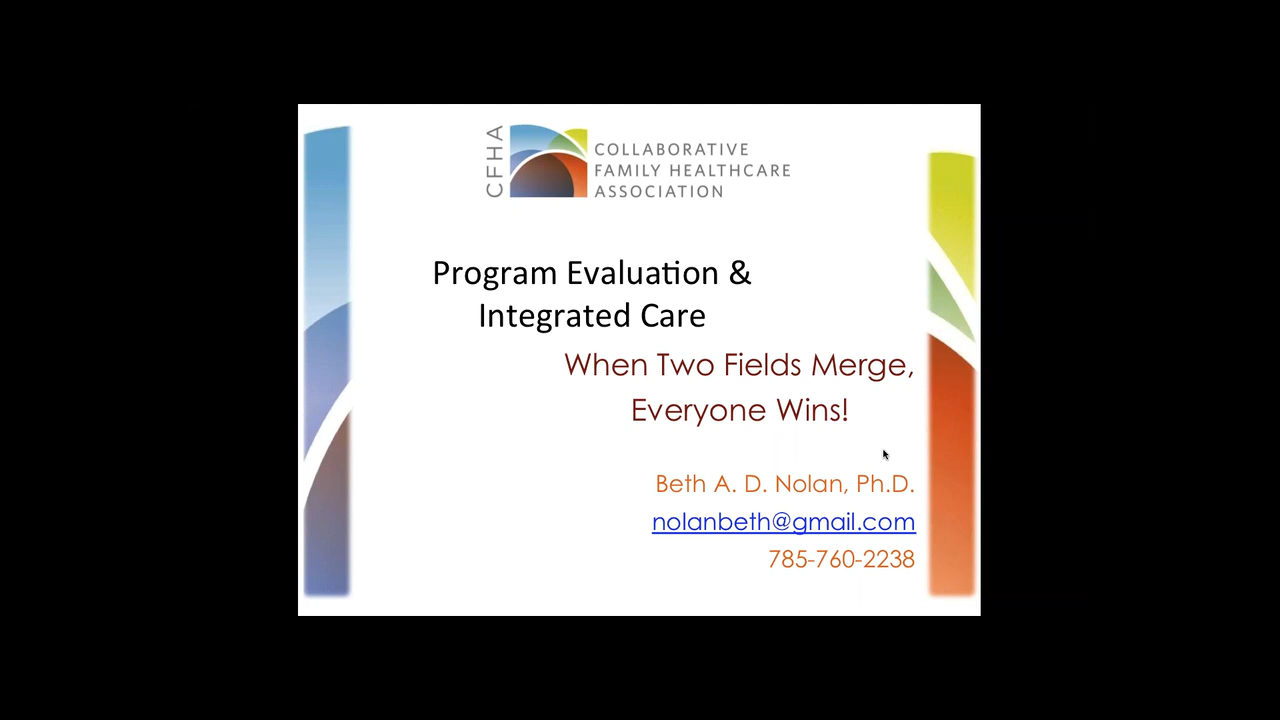 CFHA
COLLABORATIVE
FAMILY HEALTHCARE
ASSOCIATION
Program Evaluation &
Integrated Care
When Two Fields Merge,
Everyone Wins!
Beth A. D. Nolan, Ph.D.
nolanbeth@gmail.com
785-760-2238